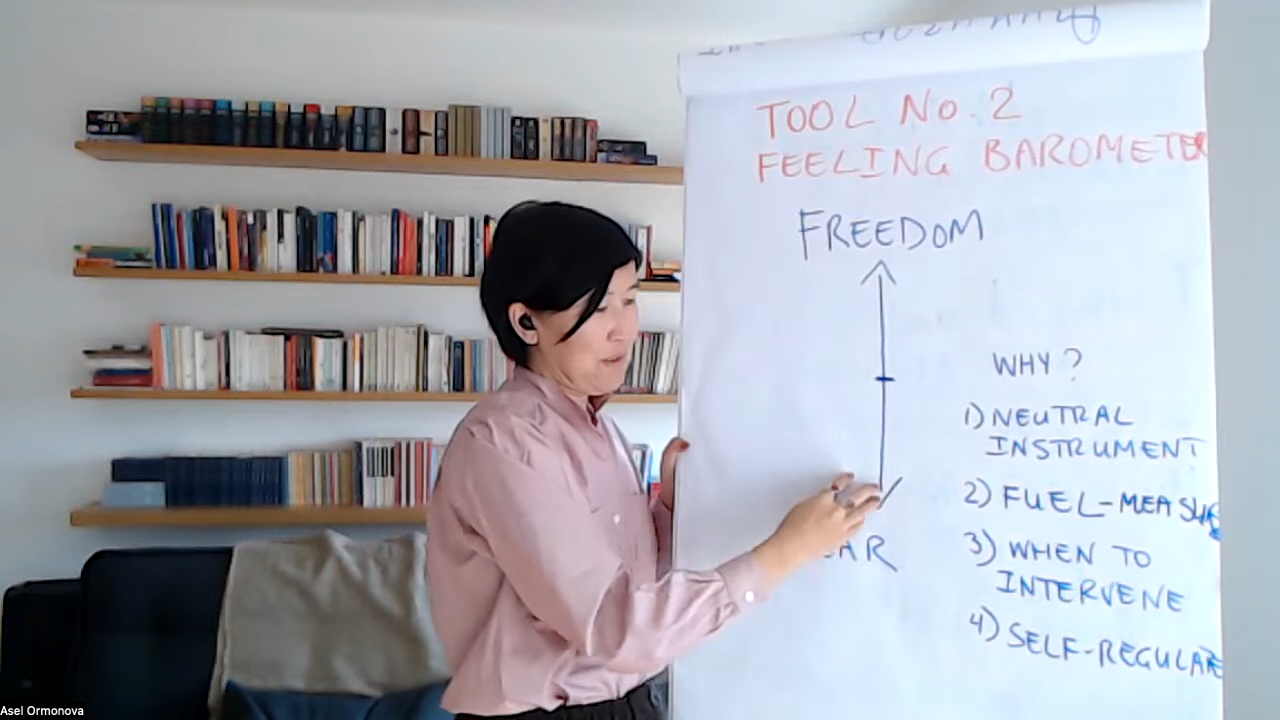 TOOL No. 2
FEELING BAROMETER
FREEDOM
WHY?
1) NEUTRAL
INSTRUMENT
2) FUEL-MEASURE
3) WHEN TO
INTERVENE
4) SELF-REGULATE
AR
Asel Ormonova